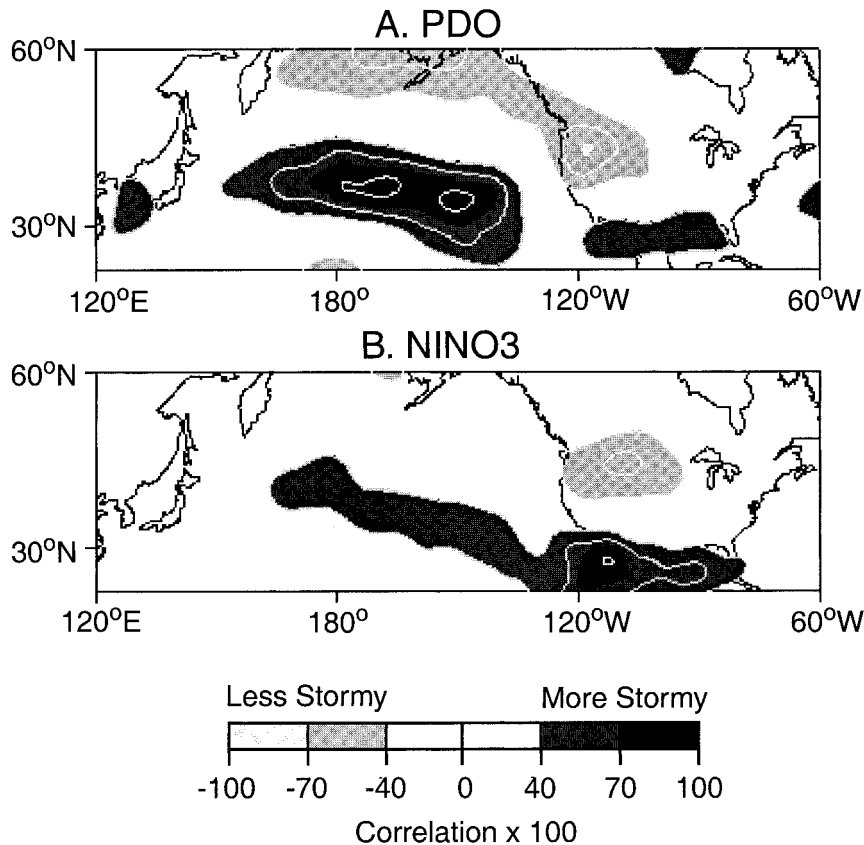 A. PDO
60°N
30°N
120°E 180° 120°W 60°W
B. NINO3
60°N
30°N
120°E 180° 120°W 60°W
Less Stormy More Stormy
-100 -70 -40 0 40 70 100
Correlation x 100